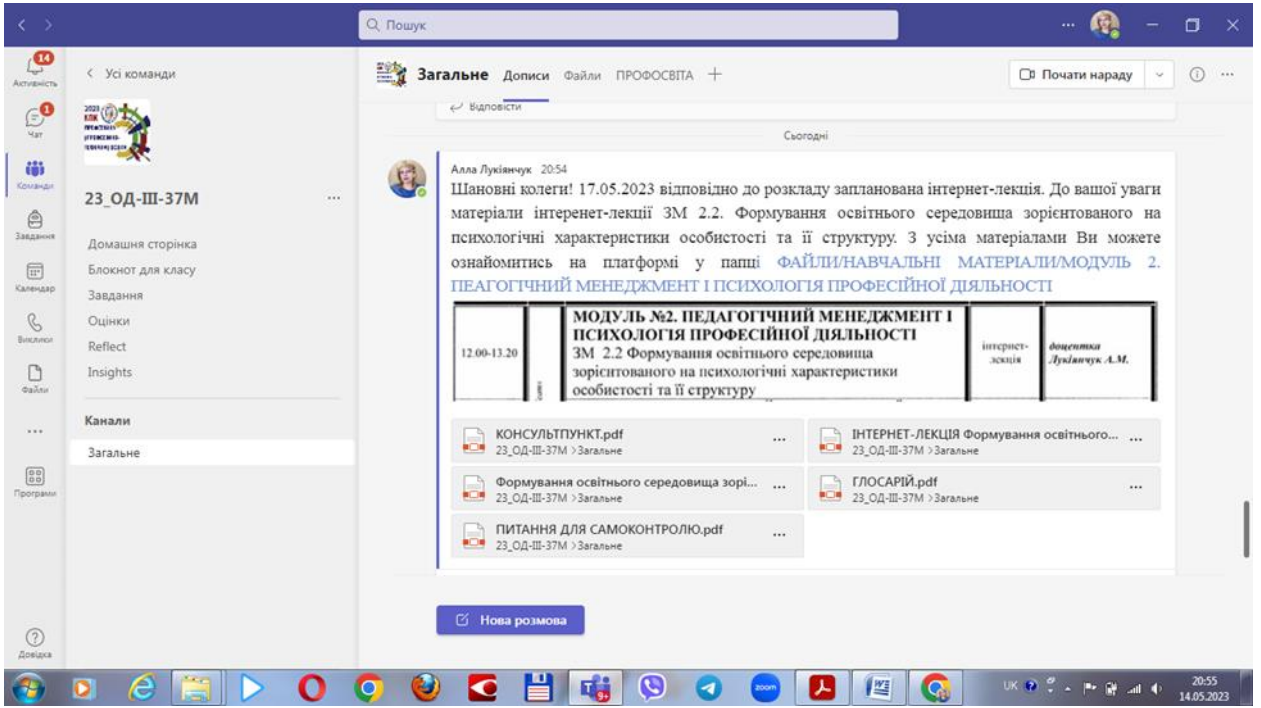 Пошук
14
Активність
1
Чат
Команди
Завдання
Календар
Виклики
Файли
Програми
Довідка
Усі команди
2023
23_ОД-ІІІ-37М
Домашня сторінка
Блокнот для класу
Завдання
Оцінки
Reflect
Insights
Канали
Загальне
Загальне Дописи Файли ПРОФОСВІТА
Почати нараду
Відповісти
Сьогодні
Алла Лукіянчук 20:54
Шановні колеги! 17.05.2023 відповідно до розкладу запланована інтернет-лекція. До вашої уваги
матеріали інтеренет-лекції ЗМ 2.2. Формування освітнього середовища зорієнтованого на
психологічні характеристики особистості та її структуру. З усіма матеріалами Ви можете
ознайомитись на платформі у папці ФАЙЛИ/НАВЧАЛЬНІ МАТЕРІАЛИ/МОДУЛЬ 2.
ПЕАГОГІЧНИЙ МЕНЕДЖМЕНТ І ПСИХОЛОГІЯ ПРОФЕСІЙНОЇ ДІЯЛЬНОСТІ
12.00-13.20
МОДУЛЬ №2. ПЕДАГОГІЧНИЙ МЕНЕДЖМЕНТ І
ПСИХОЛОГІЯ ПРОФЕСІЙНОЇ ДІЯЛЬНОСТІ
ЗМ 2.2 Формування освітнього середовища
зорієнтованого на психологічні характеристики
особистості та її структуру
інтернет-
лекція
доцентка
Лукіянчук А.М.
КОНСУЛЬТПУНКТ.pdf
23_ОД-ІІІ-37М > Загальне
ІНТЕРНЕТ-ЛЕКЦІЯ Формування освітнього...
23_ОД-ІІІ-37М > Загальне
Формування освітнього середовища зорі...
23_ОД-ІІІ-37М > Загальне
ГЛОСАРІЙ.pdf
23_ОД-ІІІ-37М > Загальне
ПИТАННЯ ДЛЯ САМОКОНТРОЛЮ.pdf
23_ОД-ІІІ-37М > Загальне
Нова розмова
9+
zoom
UK
20:55
14.05.2023